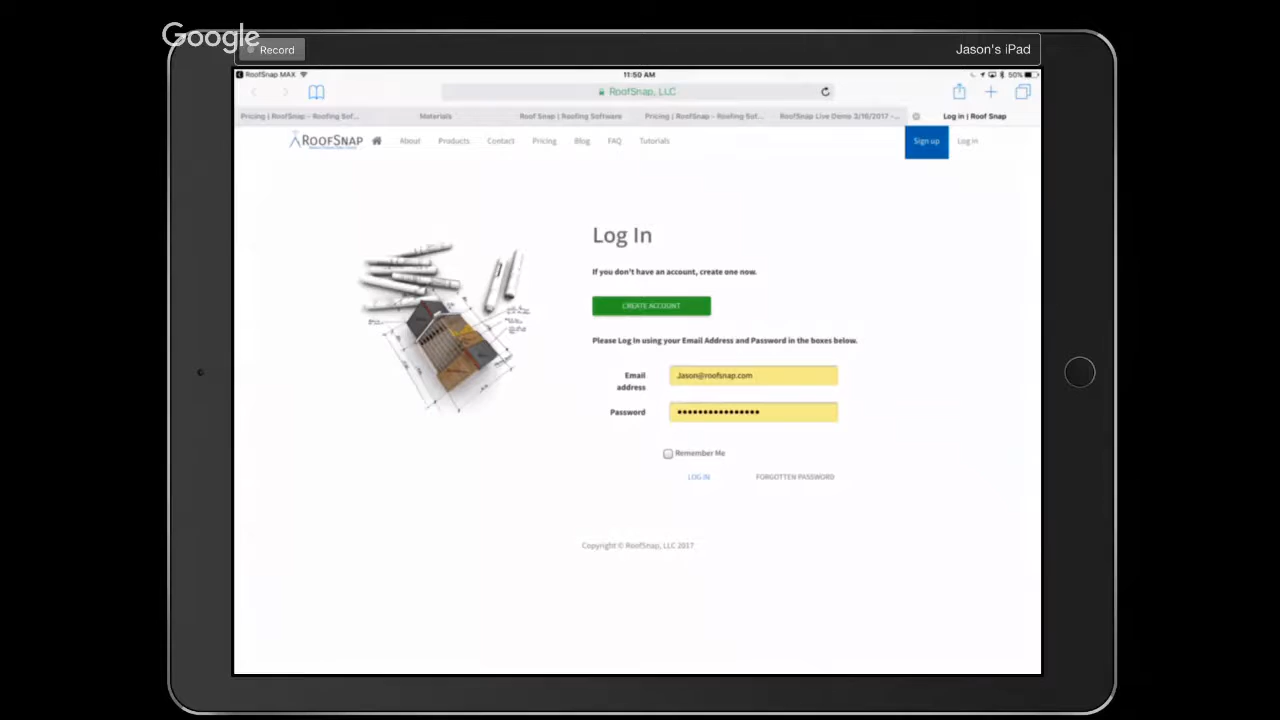 Google
Record
Jason's iPad
RoofSnap MAX
11:50 AM
50%
RoofSnap, LLC
Pricing | RoofSnap - Roofing Sof...
Materials
Roof Snap | Roofing Software
Pricing | RoofSnap - Roofing Sof...
RoofSnap Live Demo 3/16/2017 -...
Log in | Roof Snap
ROOFSNAP
About
Products
Contact
Pricing
Blog
FAQ
Tutorials
Sign up
Log in
Log In
If you don't have an account, create one now.
CREATE ACCOUNT
Please Log In using your Email Address and Password in the boxes below.
Email
address
Jason@roofsnap.com
Password
••••••••••••••••
Remember Me
LOG IN
FORGOTTEN PASSWORD
Copyright © RoofSnap, LLC 2017